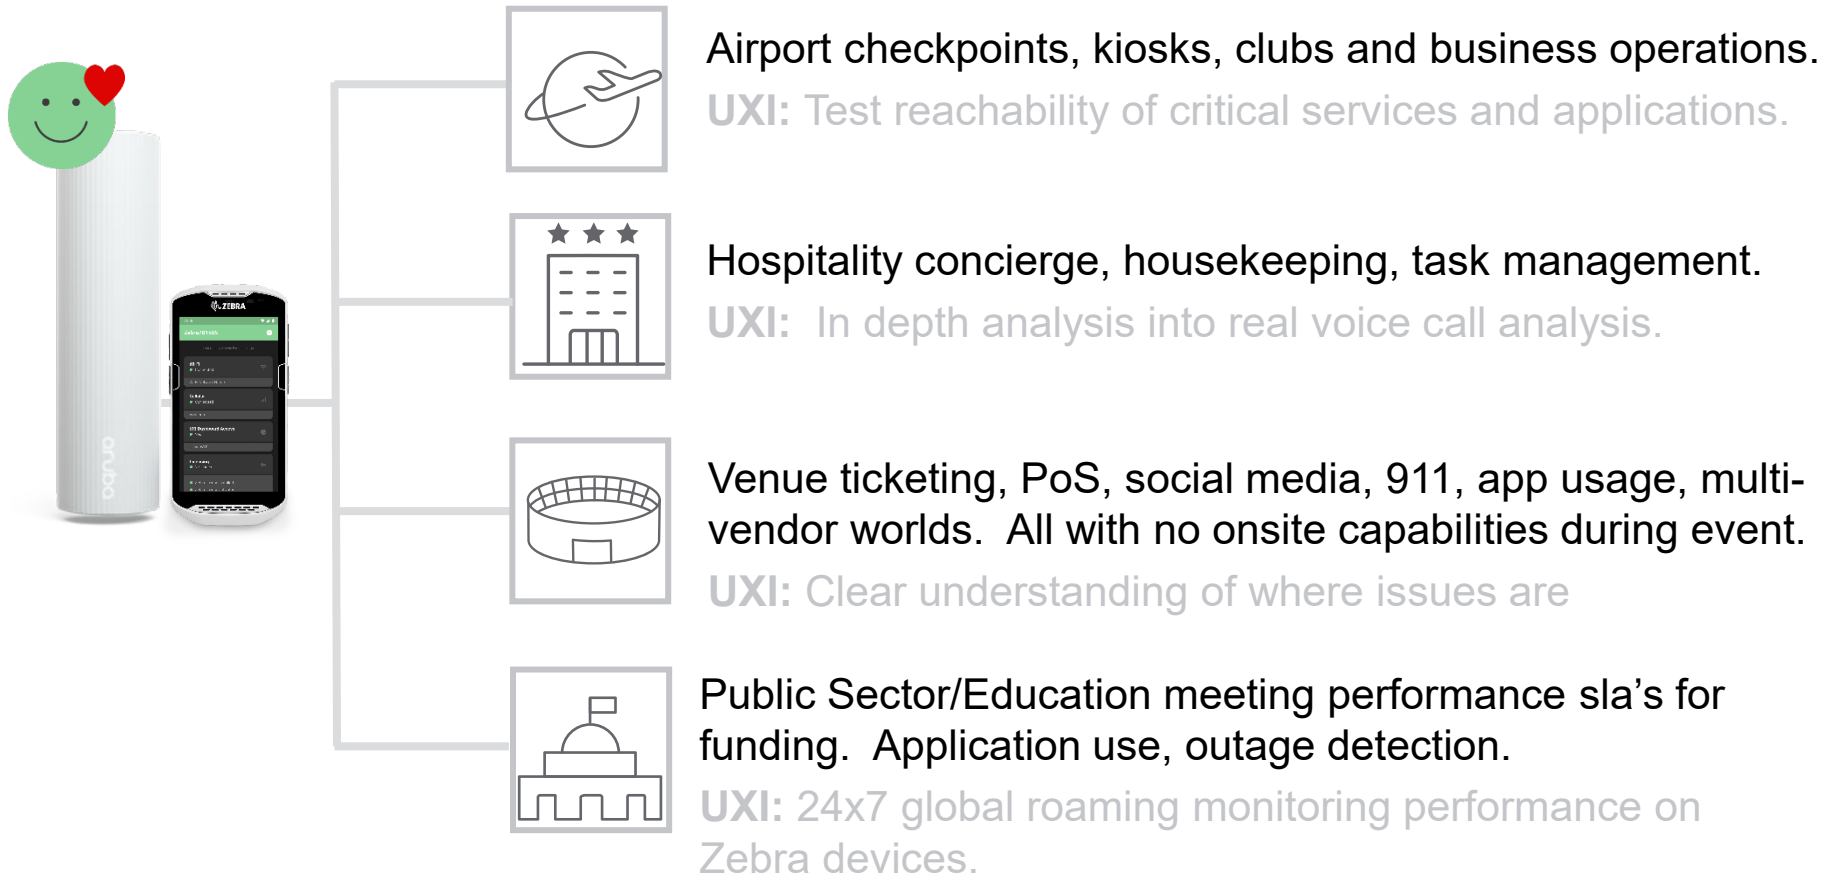 Airport checkpoints, kiosks, clubs and business operations.
UXI: Test reachability of critical services and applications.
Hospitality concierge, housekeeping, task management.
UXI:  In depth analysis into real voice call analysis.
ZEBRA
aruba
Venue ticketing, PoS, social media, 911, app usage, multi-
vendor worlds.  All with no onsite capabilities during event.
UXI: Clear understanding of where issues are
Public Sector/Education meeting performance sla’s for
funding.  Application use, outage detection.
UXI: 24x7 global roaming monitoring performance on
Zebra devices.